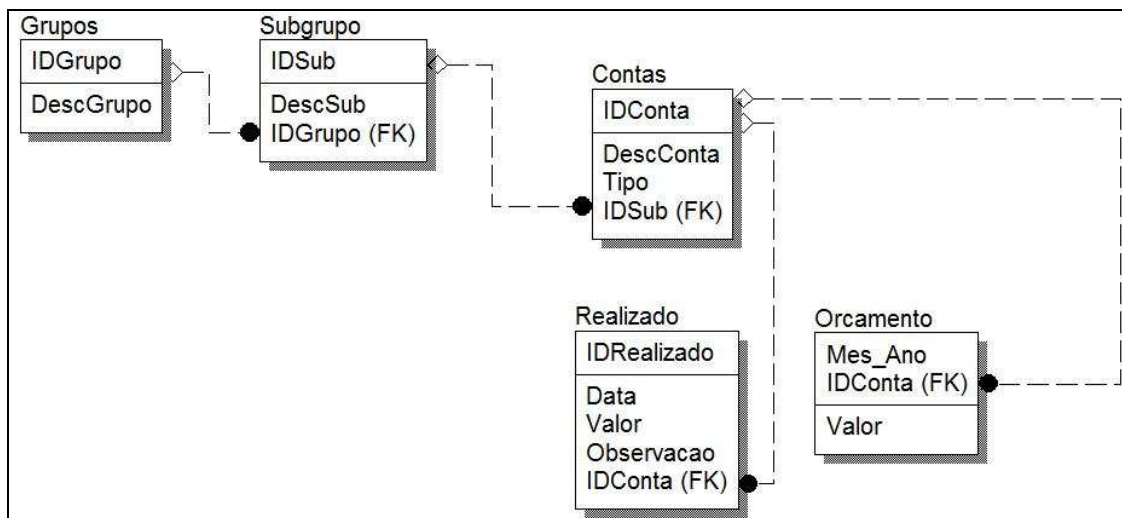 Grupos
IDGrupo
DescGrupo
Subgrupo
IDSub
DescSub
IDGrupo (FK)
Contas
IDConta
DescConta
Tipo
IDSub (FK)
Realizado
IDRealizado
Data
Valor
Observacao
IDConta (FK)
Orcamento
Mes_Ano
IDConta (FK)
Valor